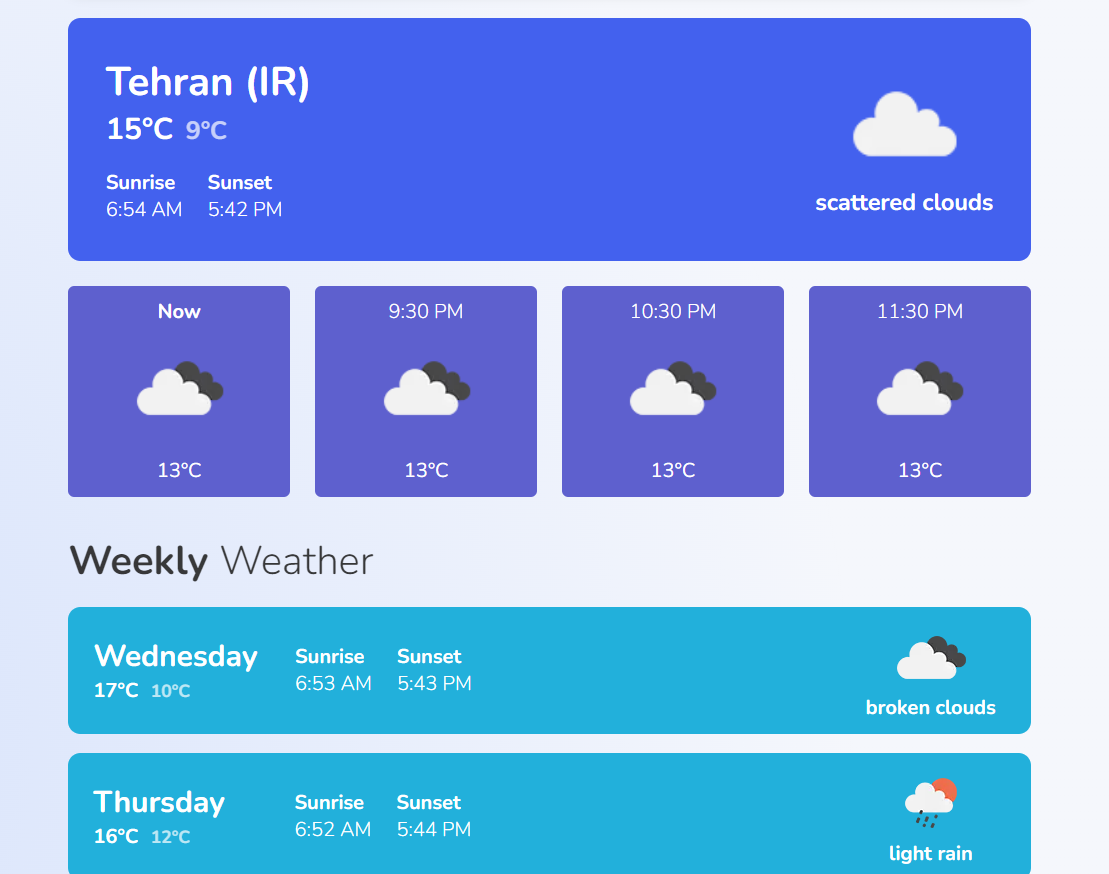 Tehran (IR)
15°C 9°C
Sunrise Sunset
6:54 AM 5:42 PM
scattered clouds
Now 9:30 PM 10:30 PM 11:30 PM
13°C 13°C 13°C 13°C
Weekly Weather
Wednesday
17°C 10°C
Sunrise Sunset
6:53 AM 5:43 PM
broken clouds
Thursday
16°C 12°C
Sunrise Sunset
6:52 AM 5:44 PM
light rain